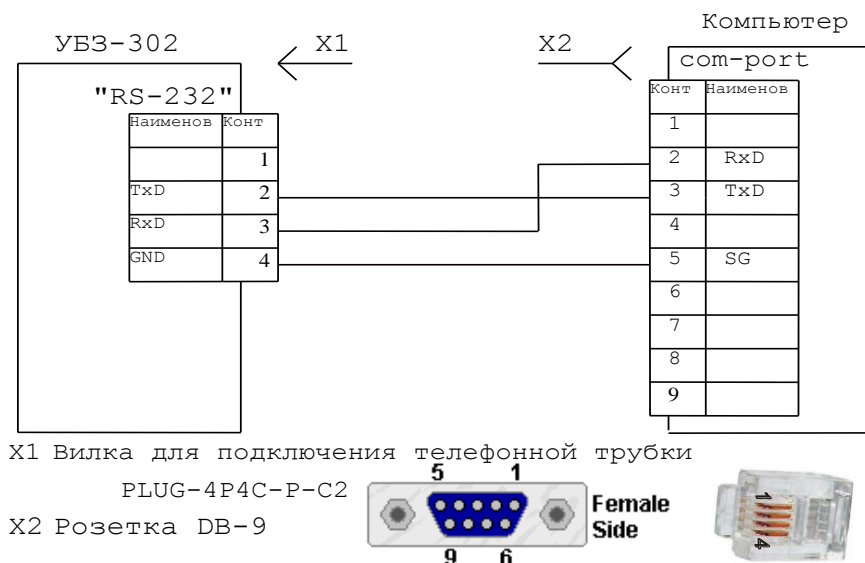 Компьютер
УБЗ-302
X1
X2
com-port
"RS-232"
Конт Наименов
Наименов Конт
1
1
2 RxD
TxD 2
3 TxD
RxD 3
4
GND 4
5 SG
6
7
8
9
X1 Вилка для подключения телефонной трубки
PLUG-4P4C-P-C2
X2 Розетка DB-9
5 1
Female
Side
9 6
1
4